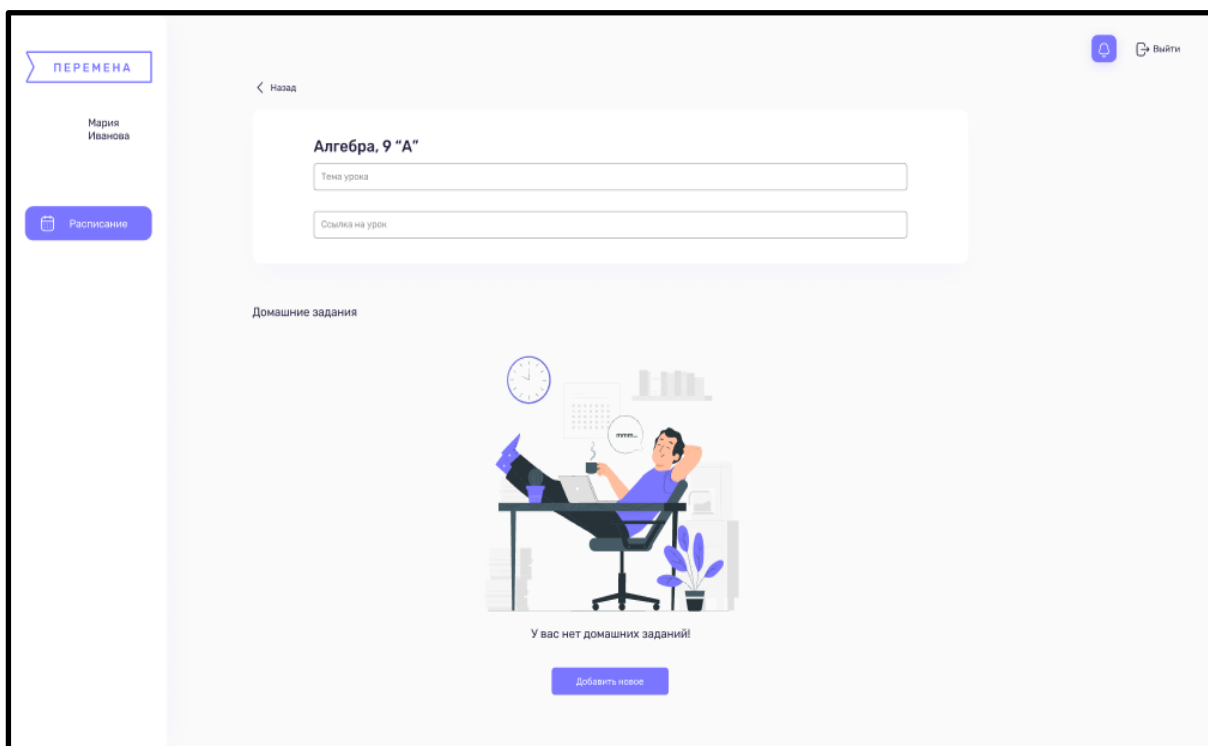 ПЕРЕМЕНА
Мария
Иванова
Расписание
Выйти
Назад
Алгебра, 9 “А”
Тема урока
Ссылка на урок
Домашние задания
mmm...
У вас нет домашних заданий!
Добавить новое